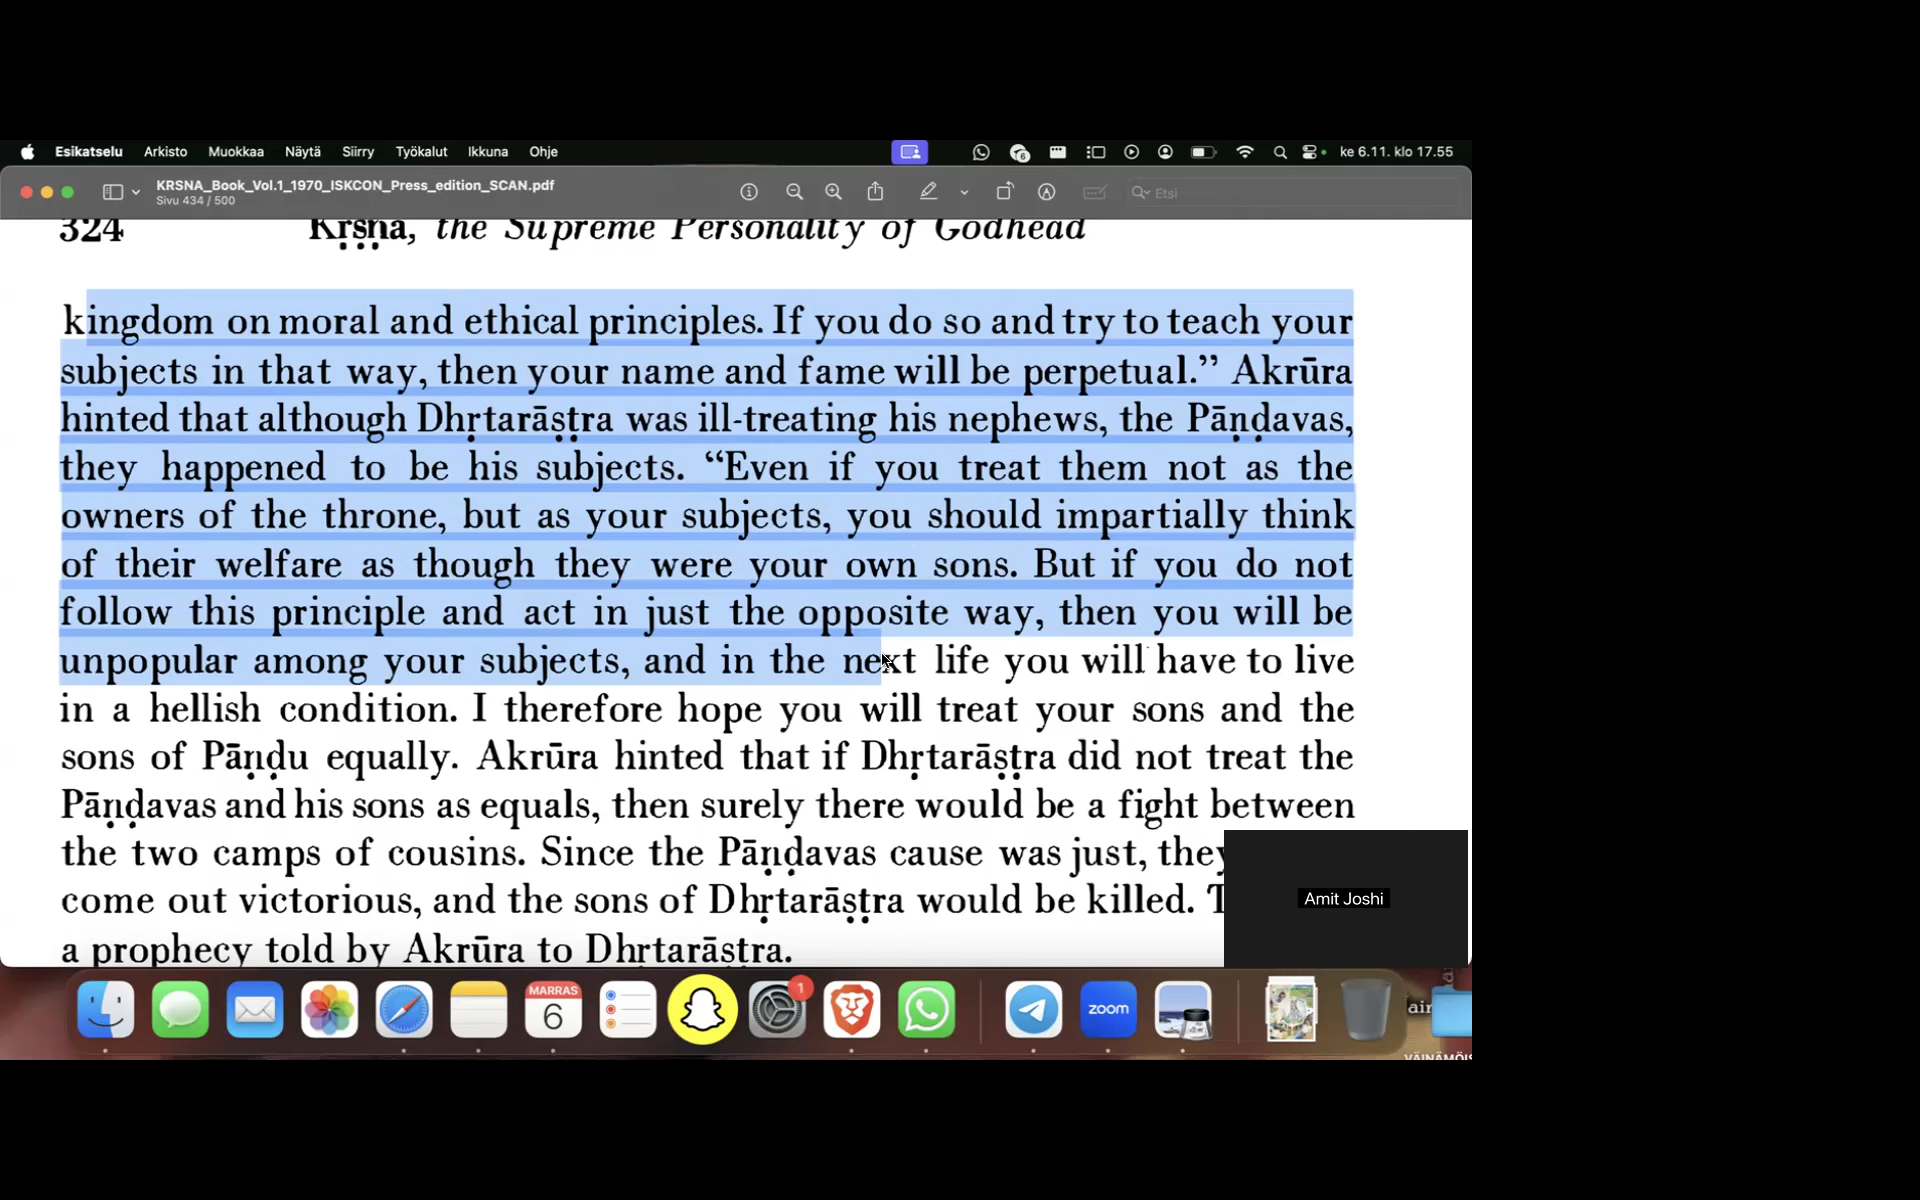 Esikatselu Arkisto Muokkaa Näytä Siirry Työkalut Ikkuna Ohje ke 6.11. klo 17.55
KRSNA_Book_Vol.1_1970_ISKCON_Press_edition_SCAN.pdf
Sivu 434 / 500
Etsi
324 Kṛṣṇa, the Supreme Personality of Godhead
kingdom on moral and ethical principles. If you do so and try to teach your
subjects in that way, then your name and fame will be perpetual.” Akrūra
hinted that although Dhṛtarāṣṭra was ill-treating his nephews, the Pāṇḍavas,
they happened to be his subjects. “Even if you treat them not as the
owners of the throne, but as your subjects, you should impartially think
of their welfare as though they were your own sons. But if you do not
follow this principle and act in just the opposite way, then you will be
unpopular among your subjects, and in the next life you will have to live
in a hellish condition. I therefore hope you will treat your sons and the
sons of Pāṇḍu equally. Akrūra hinted that if Dhṛtarāṣṭra did not treat the
Pāṇḍavas and his sons as equals, then surely there would be a fight between
the two camps of cousins. Since the Pāṇḍavas cause was just, they
come out victorious, and the sons of Dhṛtarāṣṭra would be killed.
a prophecy told by Akrūra to Dhṛtarāṣṭra.
Amit Joshi
MARRAS
6
1
zoom